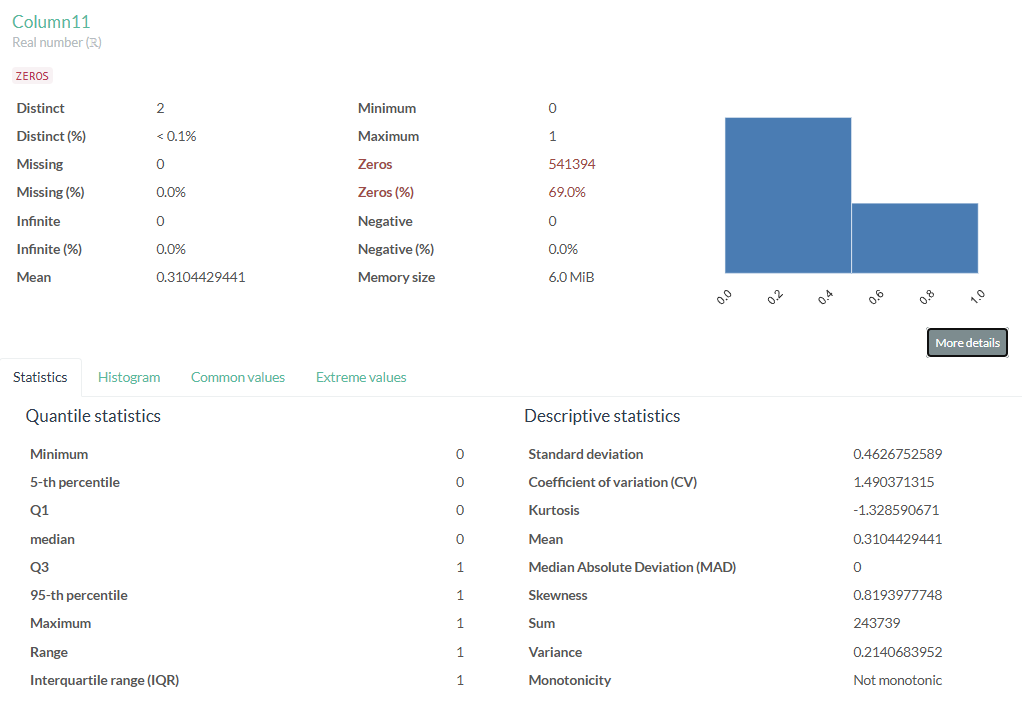 Column11
Real number (ℝ)
ZEROS
Distinct 2 Minimum 0
Distinct (%) < 0.1% Maximum 1
Missing 0 Zeros 541394
Missing (%) 0.0% Zeros (%) 69.0%
Infinite 0 Negative 0
Infinite (%) 0.0% Negative (%) 0.0%
Mean 0.3104429441 Memory size 6.0 MiB
0.0 0.2 0.4 0.6 0.8 1.0
More details
Statistics Histogram Common values Extreme values
Quantile statistics Descriptive statistics
Minimum 0 Standard deviation 0.4626752589
5-th percentile 0 Coefficient of variation (CV) 1.490371315
Q1 0 Kurtosis -1.328590671
median 0 Mean 0.3104429441
Q3 1 Median Absolute Deviation (MAD) 0
95-th percentile 1 Skewness 0.8193977748
Maximum 1 Sum 243739
Range 1 Variance 0.2140683952
Interquartile range (IQR) 1 Monotonicity Not monotonic